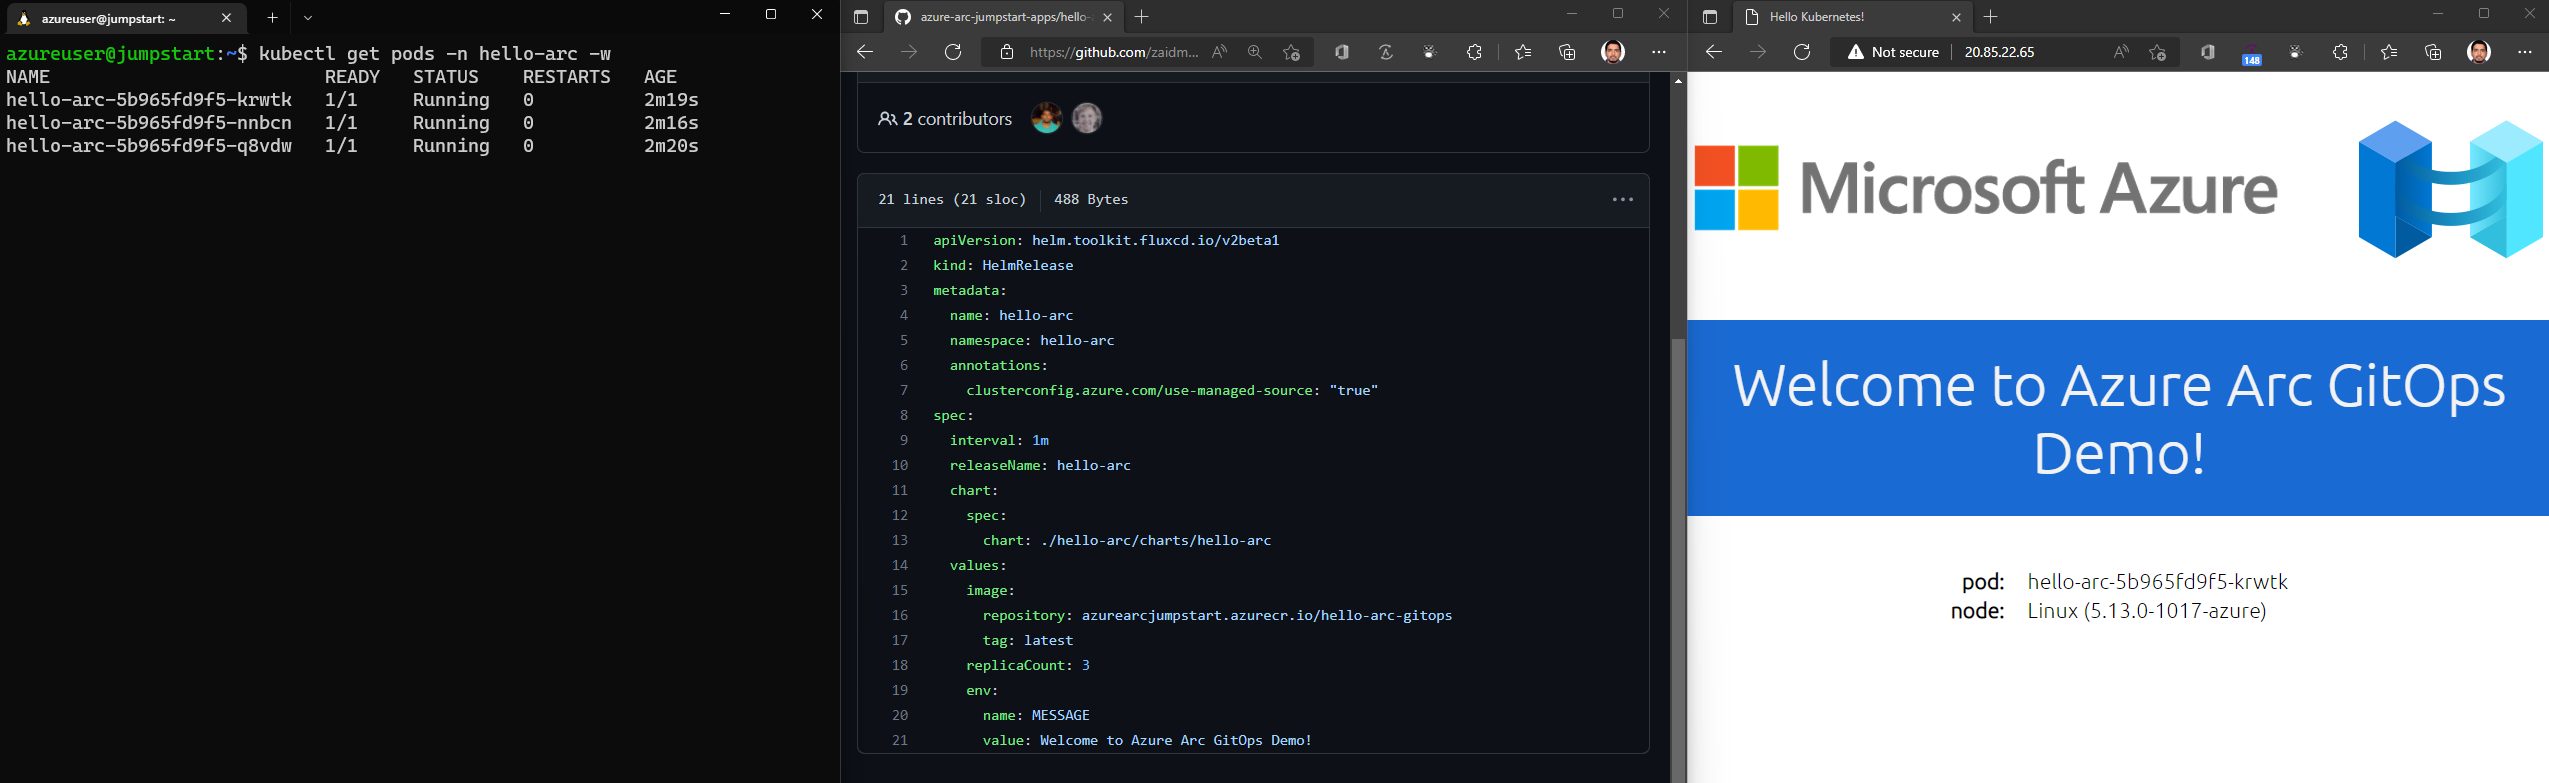 azureuser@jumpstart: ~
azureuser@jumpstart:~$ kubectl get pods -n hello-arc -w
NAME READY STATUS RESTARTS AGE
hello-arc-5b965fd9f5-krwtk 1/1 Running 0 2m19s
hello-arc-5b965fd9f5-nnbcn 1/1 Running 0 2m16s
hello-arc-5b965fd9f5-q8vdw 1/1 Running 0 2m20s
azure-arc-jumpstart-apps/hello-
https://github.com/zaidm...
2 contributors
21 lines (21 sloc) 488 Bytes
1 apiVersion: helm.toolkit.fluxcd.io/v2beta1
2 kind: HelmRelease
3 metadata:
4 name: hello-arc
5 namespace: hello-arc
6 annotations:
7 clusterconfig.azure.com/use-managed-source: "true"
8 spec:
9 interval: 1m
10 releaseName: hello-arc
11 chart:
12 spec:
13 chart: ./hello-arc/charts/hello-arc
14 values:
15 image:
16 repository: azurearcjumpstart.azurecr.io/hello-arc-gitops
17 tag: latest
18 replicaCount: 3
19 env:
20 name: MESSAGE
21 value: Welcome to Azure Arc GitOps Demo!
Hello Kubernetes!
Not secure 20.85.22.65
148
Microsoft Azure
Welcome to Azure Arc GitOps
Demo!
pod: hello-arc-5b965fd9f5-krwtk
node: Linux (5.13.0-1017-azure)